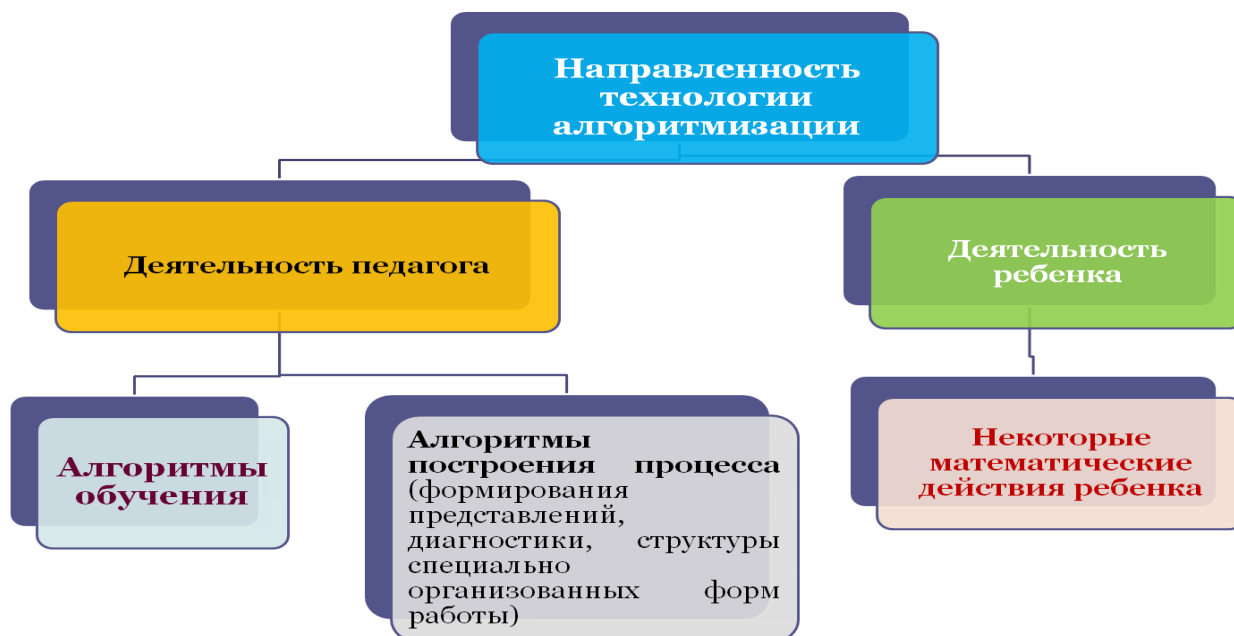 Направленность
технологии
алгоритмизации
Деятельность педагога
Деятельность
ребенка
Алгоритмы
обучения
Алгоритмы
построения процесса
(формирования
представлений,
диагностики, структуры
специально
организованных форм
работы)
Некоторые
математические
действия ребенка